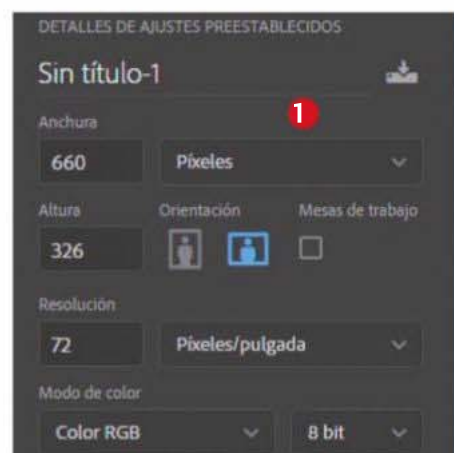 DETALLES DE AJUSTES PREESTABLECIDOS
Sin título-1
1
Anchura
660 Píxeles
Altura Orientación Mesas de trabajo
326
Resolución
72 Píxeles/pulgada
Modo de color
Color RGB 8 bit